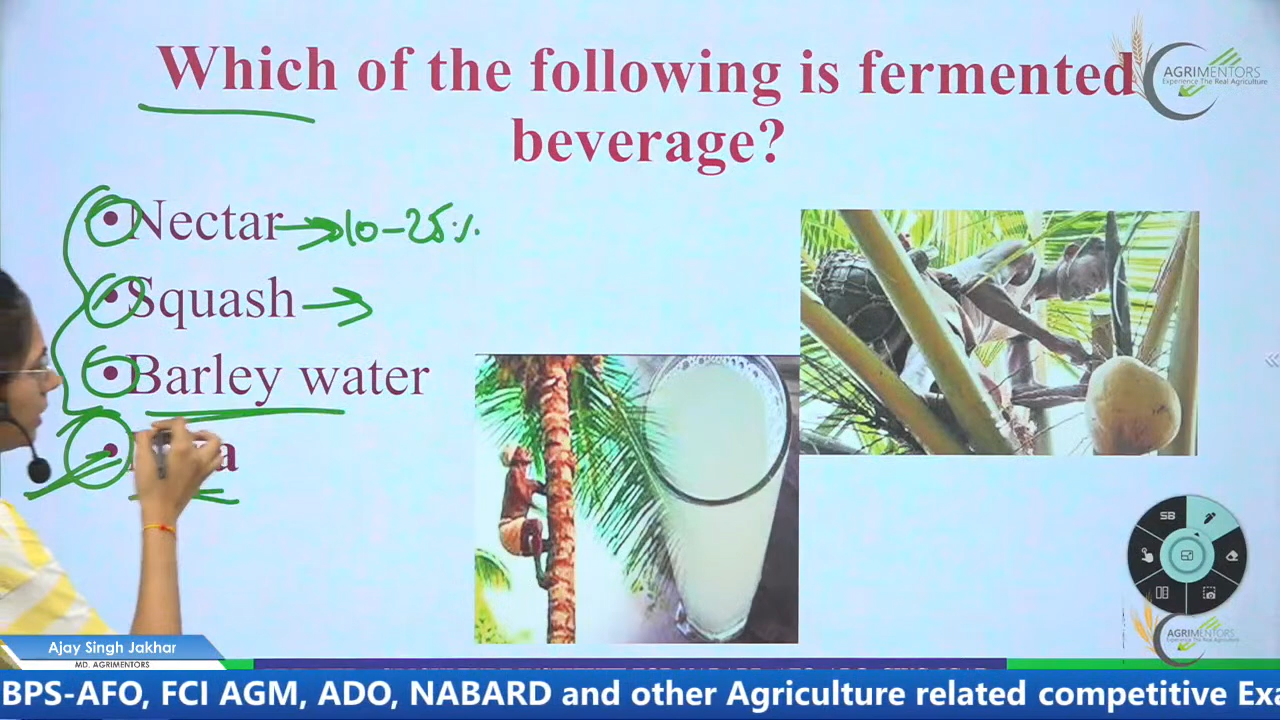 Which of the following is fermented
beverage?
AGRIMENTORS
Experience The Real Agriculture
•Nectar → 10-25%
•Squash →
•Barley water
SB
AGRIMENTORS
Ajay Singh Jakhar
MD. AGRIMENTORS
BPS-AFO, FCI AGM, ADO, NABARD and other Agriculture related competitive Exa